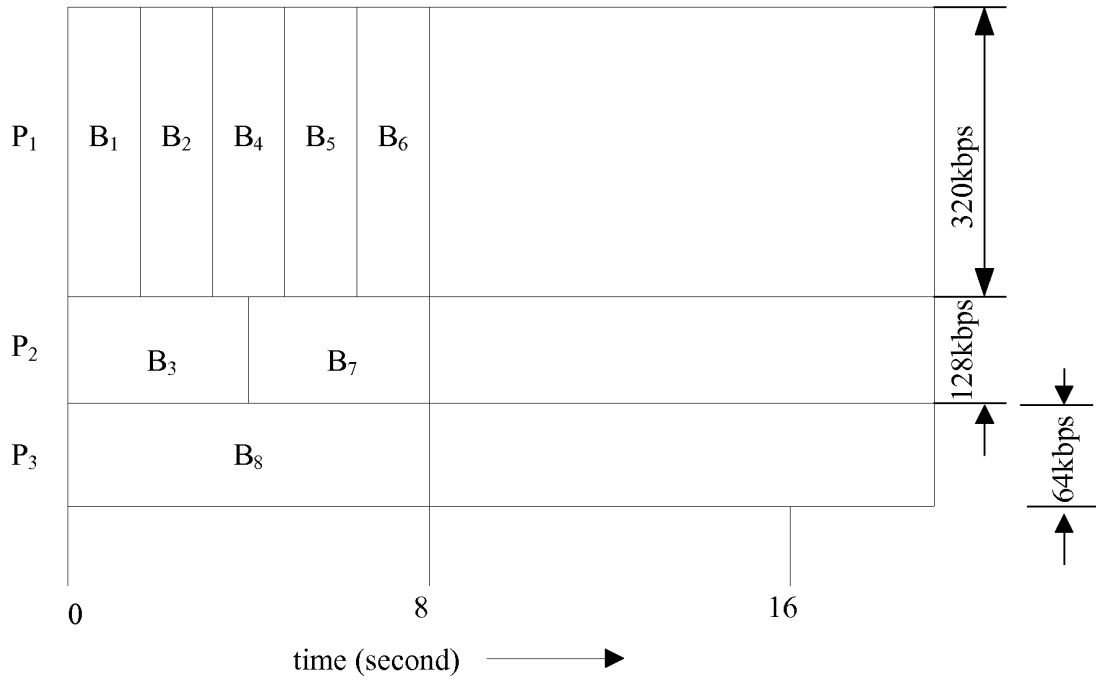 P₁ B₁ B₂ B₄ B₅ B₆ 320kbps
P₂ B₃ B₇ 128kbps
P₃ B₈ 64kbps
0 8 16
time (second)